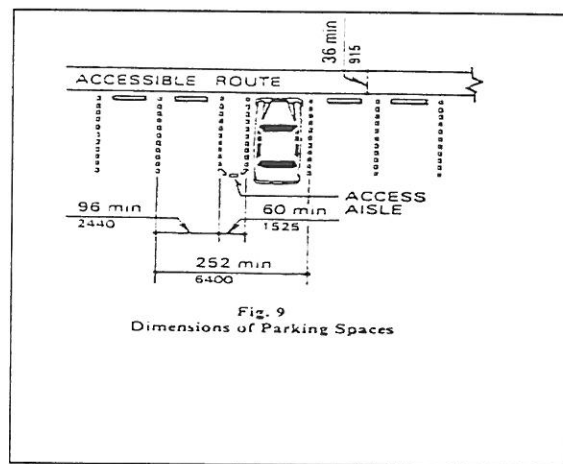 36 min
915
ACCESSIBLE ROUTE
ACCESS
AISLE
96 min
2440
60 min
1525
252 min
6400
Fig. 9
Dimensions of Parking Spaces